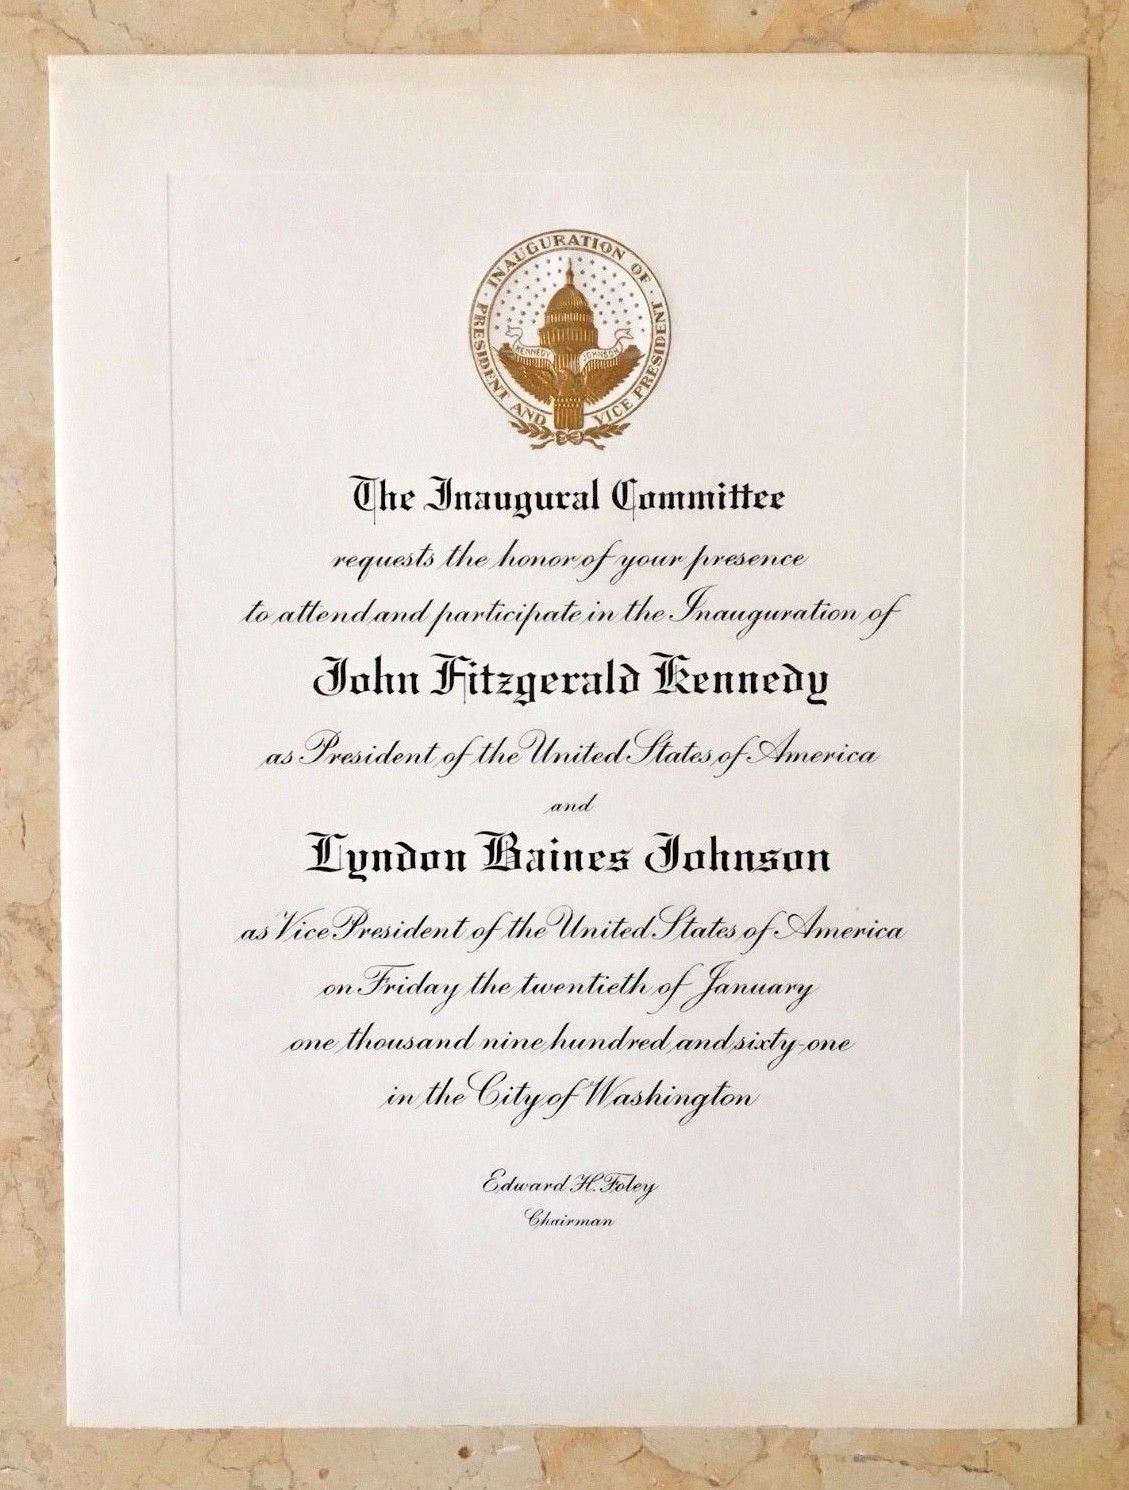 INAUGURATION OF
PRESIDENT AND VICE PRESIDENT
KENNEDY JOHNSON
The Inaugural Committee
requests the honor of your presence
to attend and participate in the Inauguration of
John Fitzgerald Kennedy
as President of the United States of America
and
Lyndon Baines Johnson
as Vice President of the United States of America
on Friday the twentieth of January
one thousand nine hundred and sixty-one
in the City of Washington
Edward H. Foley
Chairman